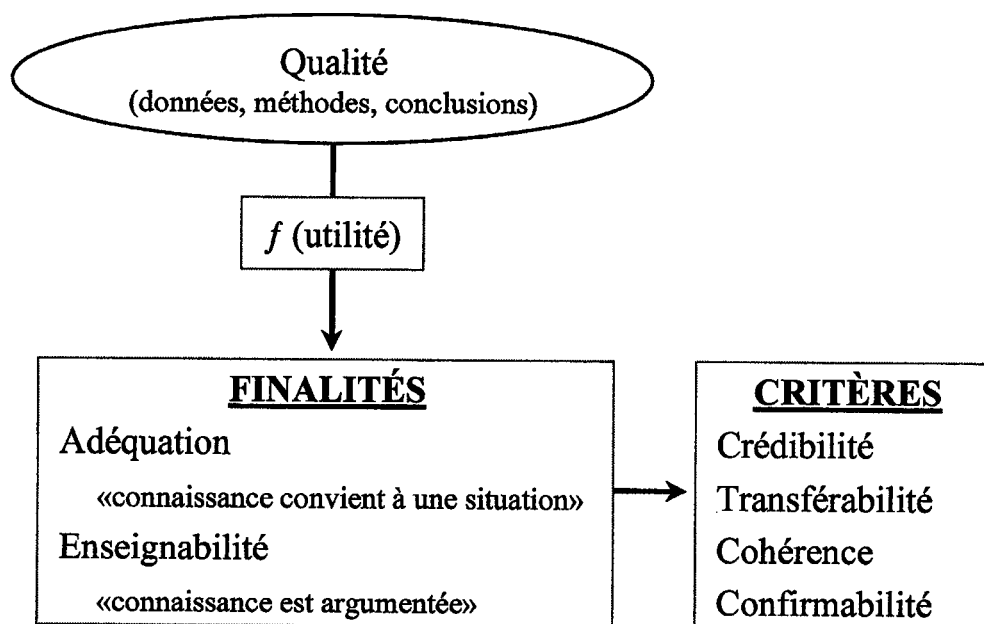 Qualité
(données, méthodes, conclusions)
f (utilité)
FINALITÉS
Adéquation
«connaissance convient à une situation»
Enseignabilité
«connaissance est argumentée»
CRITÈRES
Crédibilité
Transférabilité
Cohérence
Confirmabilité